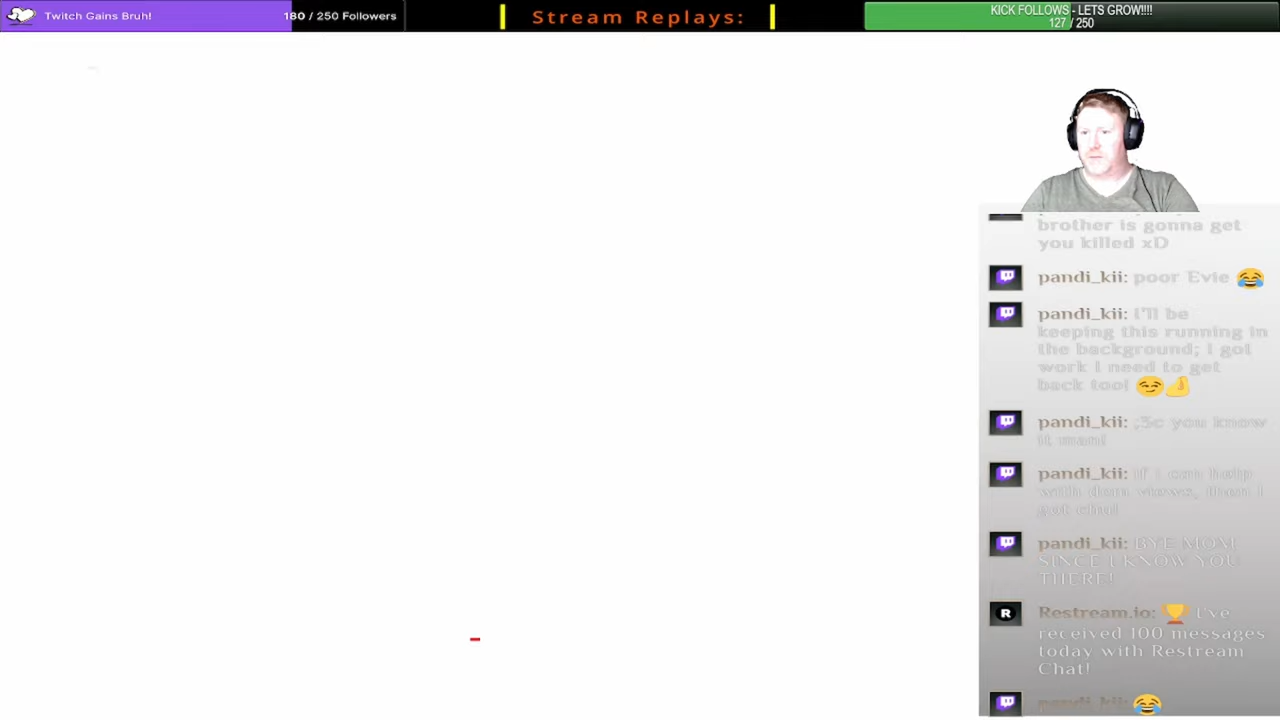 Twitch Gains Bruh!
180 / 250 Followers
Stream Replays:
KICK FOLLOWS - LETS GROW!!!!
127 / 250
brother is gonna get
you killed xD
pandi_kii: poor Evie 😂
pandi_kii: I'll be
keeping this running in
the background; I got
work I need to get
back too! 😏🤌
pandi_kii: ;3c you know
it man!
pandi_kii: if i can help
with dem views, then I
got chu!
pandi_kii: BYE MOM
SINCE I KNOW YOU
THERE!
R
Restream.io: 🏆 I've
received 100 messages
today with Restream
Chat!
pandi_kii: 😂